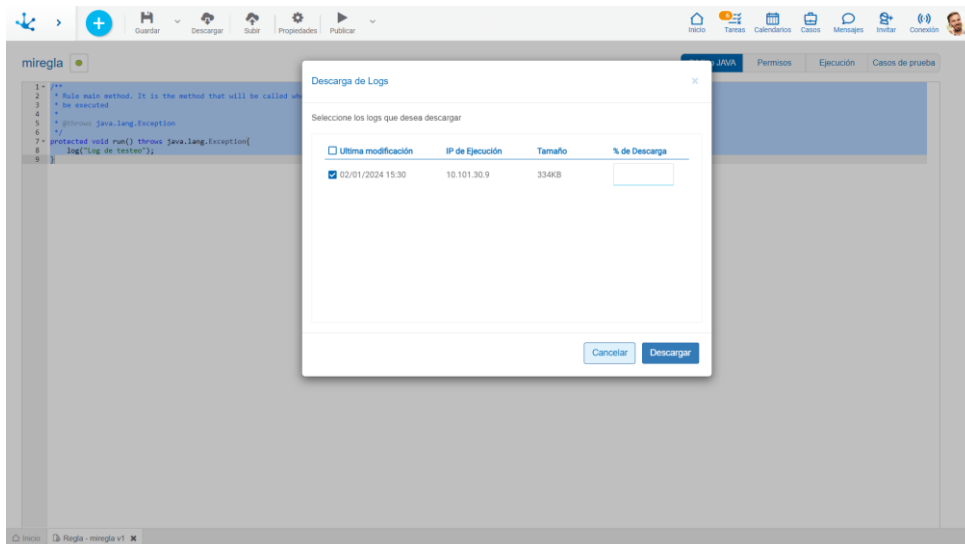 Guardar
Descargar
Subir
Propiedades
Publicar
Inicio
Tareas
Calendarios
Casos
Mensajes
Invitar
Conexión
miregla
JAVA
Permisos
Ejecución
Casos de prueba
1 /**
2 * Rule main method. It is the method that will be called
3 * be executed
4 *
5 * @throws java.lang.Exception
6 */
7 protected void run() throws java.lang.Exception{
8 log("Log de testeo");
9 }
Descarga de Logs
×
Seleccione los logs que desea descargar
Ultima modificación IP de Ejecución Tamaño % de Descarga
02/01/2024 15:30 10.101.30.9 334KB
Cancelar Descargar
Inicio
Regla - miregla v1